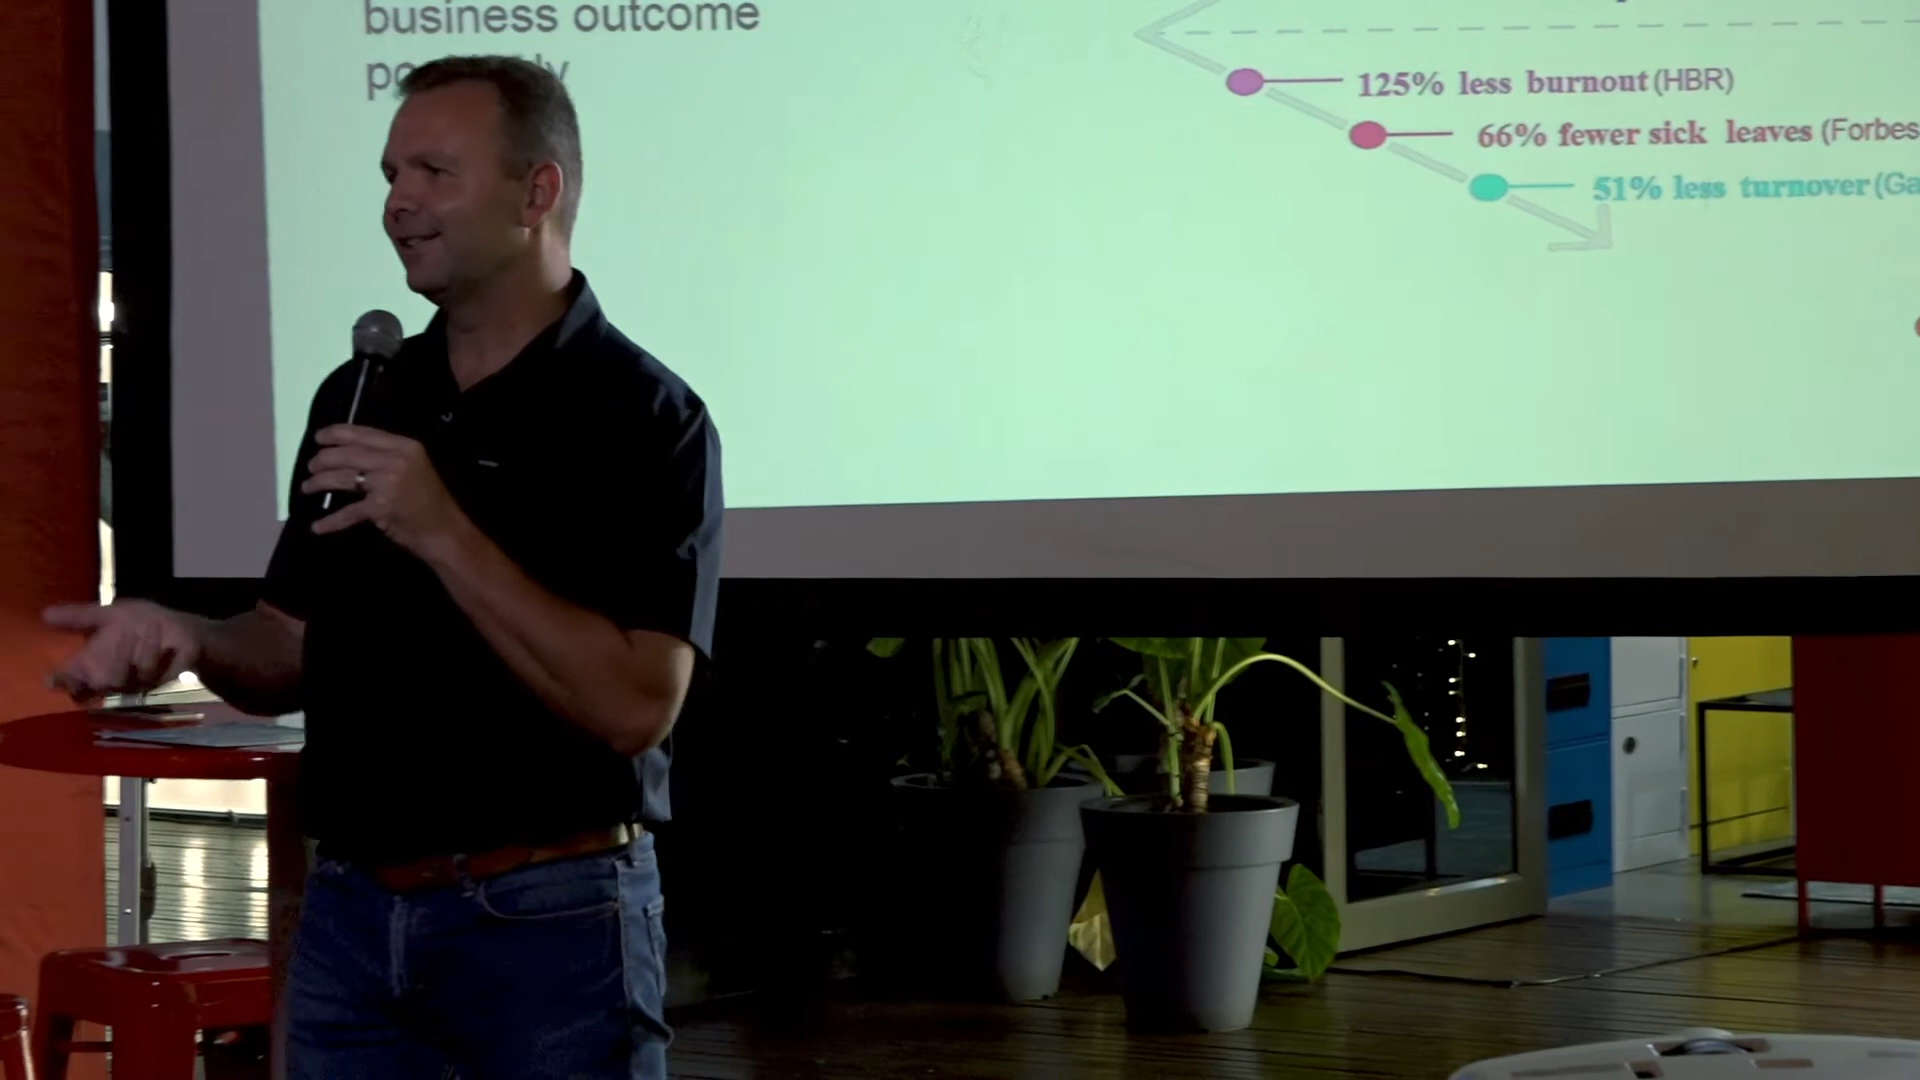 business outcome
125% less burnout (HBR)
66% fewer sick leaves (Forbes
51% less turnover (Ga